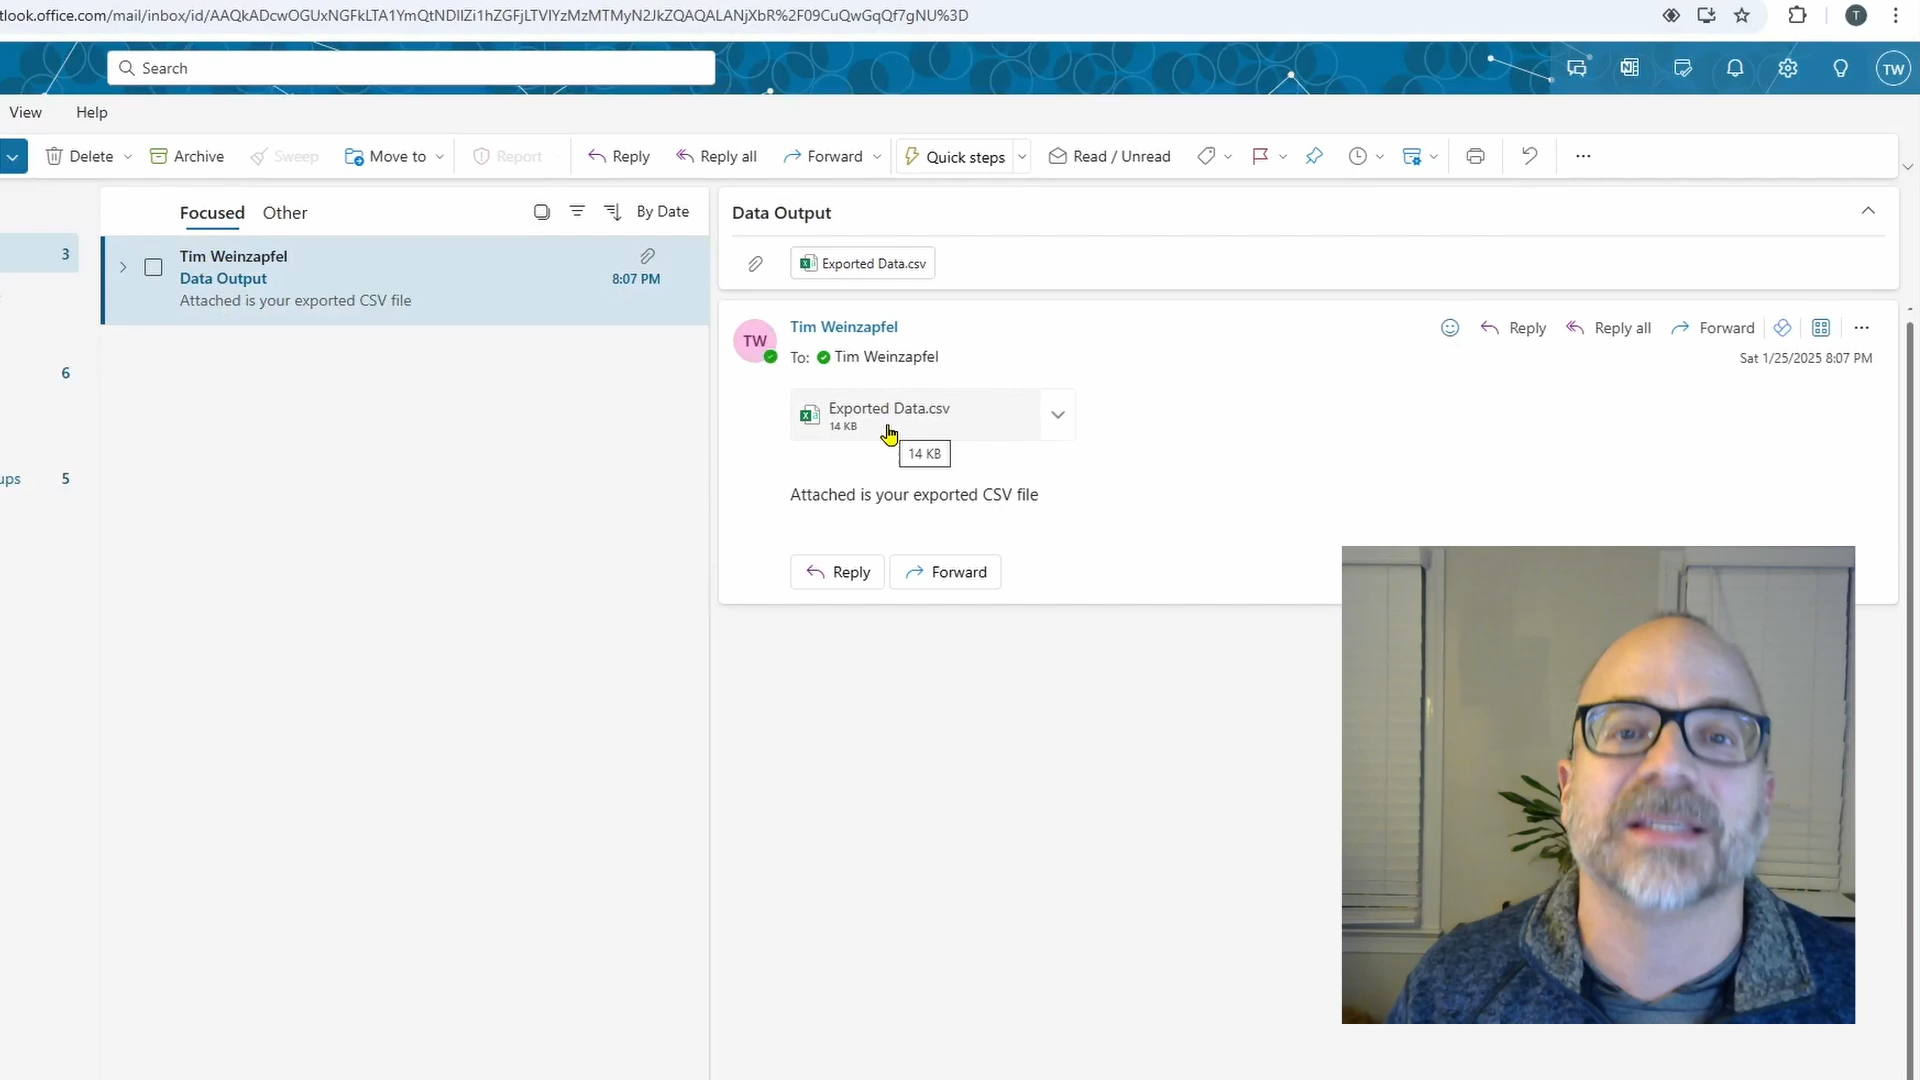 tlook.office.com/mail/inbox/id/AAQkADcwOGUxNGFkLTA1YmQtNDllZi1hZGFjLTVlYzMzMTMyN2JkZQAQALANjXbR%2F09CuQwGqQf7gNU%3D
T
Search
TW
View Help
Delete Archive Sweep Move to Report Reply Reply all Forward Quick steps Read / Unread
Focused Other By Date
Data Output
3
Tim Weinzapfel
Data Output 8:07 PM
Attached is your exported CSV file
Exported Data.csv
6
ups 5
TW
Tim Weinzapfel
Reply Reply all Forward
To: Tim Weinzapfel
Sat 1/25/2025 8:07 PM
Exported Data.csv
14 KB
14 KB
Attached is your exported CSV file
Reply Forward